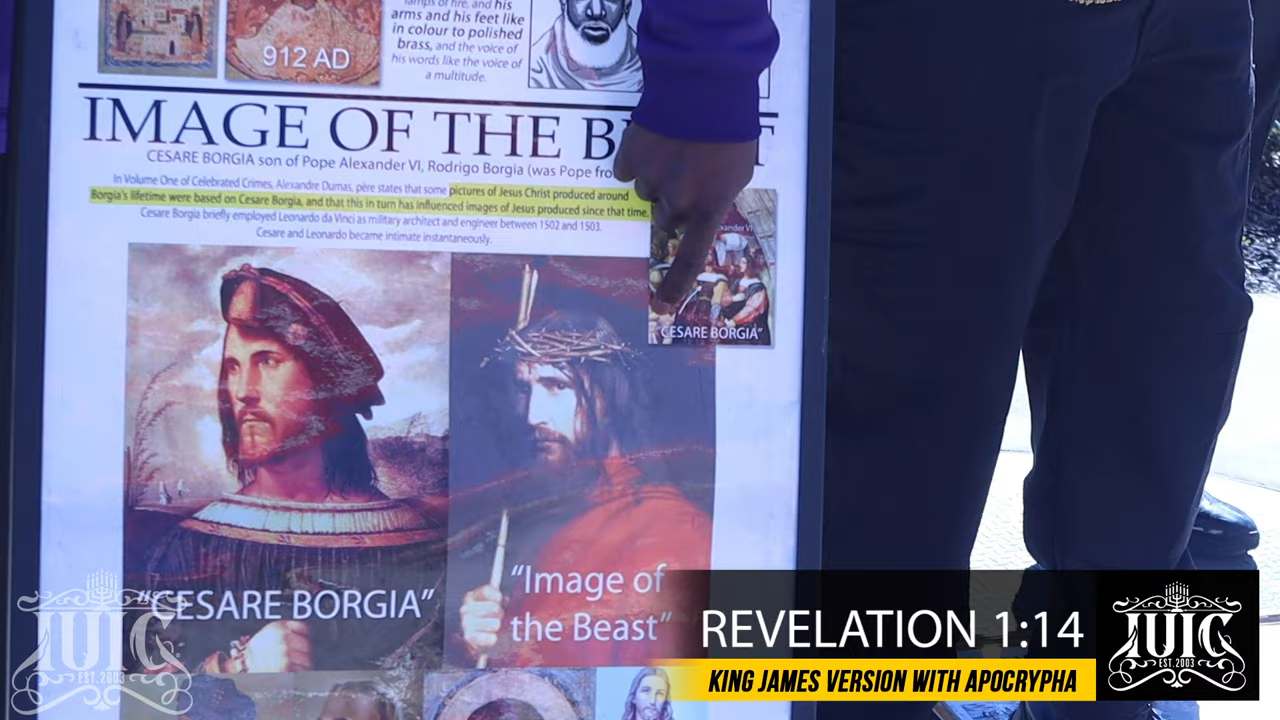 lamps of fire, and his
arms and his feet like
in colour to polished
brass, and the voice of
his words like the voice of
a multitude.
912 AD
IMAGE OF THE
CESARE BORGIA son of Pope Alexander VI, Rodrigo Borgia (was Pope
In Volume One of Celebrated Crimes, Alexandre Dumas, père states that some pictures of Jesus Christ produced around
Borgia's lifetime were based on Cesare Borgia, and that this in turn has influenced images of Jesus produced since that time.
Cesare Borgia briefly employed Leonardo da Vinci as military architect and engineer between 1502 and 1503.
Cesare and Leonardo became intimate instantaneously.
"CESARE BORGIA"
"CESARE BORGIA"
"Image of
the Beast"
REVELATION 1:14
KING JAMES VERSION WITH APOCRYPHA
IUIC
EST. 2003
IUIC
EST. 2003